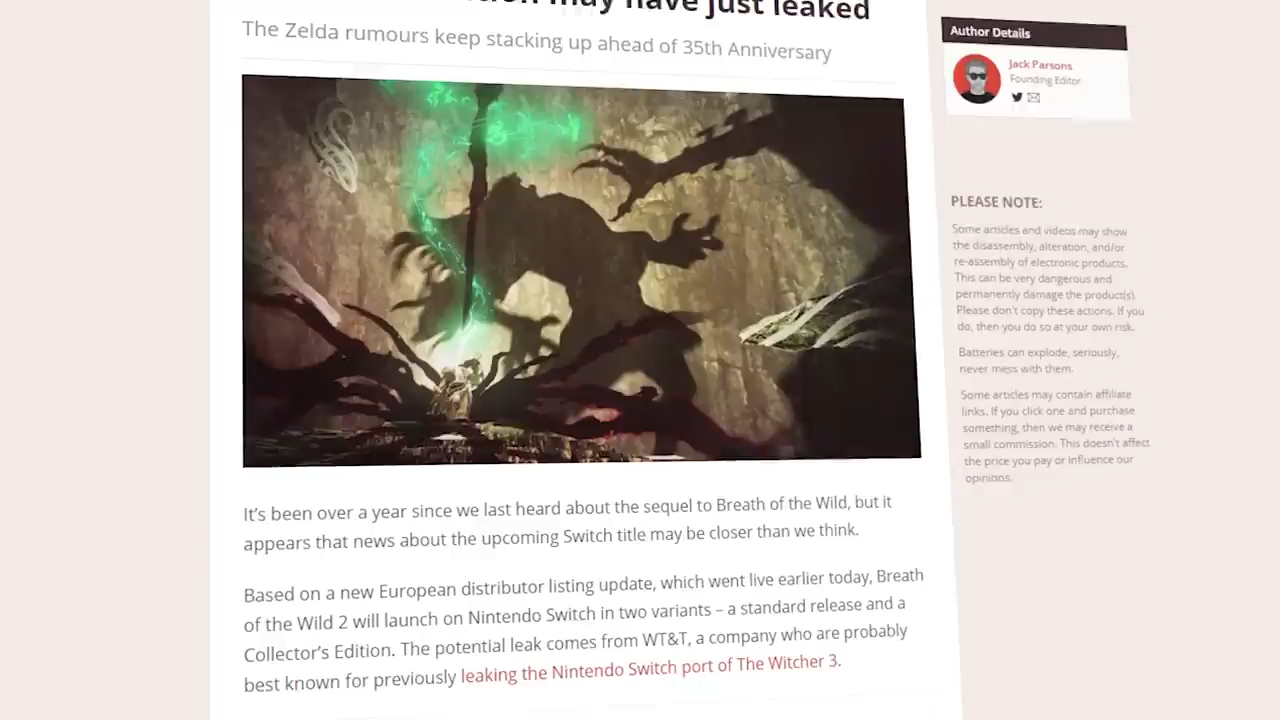 may have just leaked
The Zelda rumours keep stacking up ahead of 35th Anniversary
Author Details
Jack Parsons
Founding Editor
PLEASE NOTE:
Some articles and videos may show
the disassembly, alteration, and/or
re-assembly of electronic products.
This can be very dangerous and
permanently damage the product(s).
Please don't copy these actions. If you
do, then you do so at your own risk.
Batteries can explode, seriously,
never mess with them.
Some articles may contain affiliate
links. If you click one and purchase
something, then we may receive a
small commission. This doesn't affect
the price you pay or influence our
opinions.
It's been over a year since we last heard about the sequel to Breath of the Wild, but it
appears that news about the upcoming Switch title may be closer than we think.
Based on a new European distributor listing update, which went live earlier today, Breath
of the Wild 2 will launch on Nintendo Switch in two variants – a standard release and a
Collector's Edition. The potential leak comes from WT&T, a company who are probably
best known for previously leaking the Nintendo Switch port of The Witcher 3.